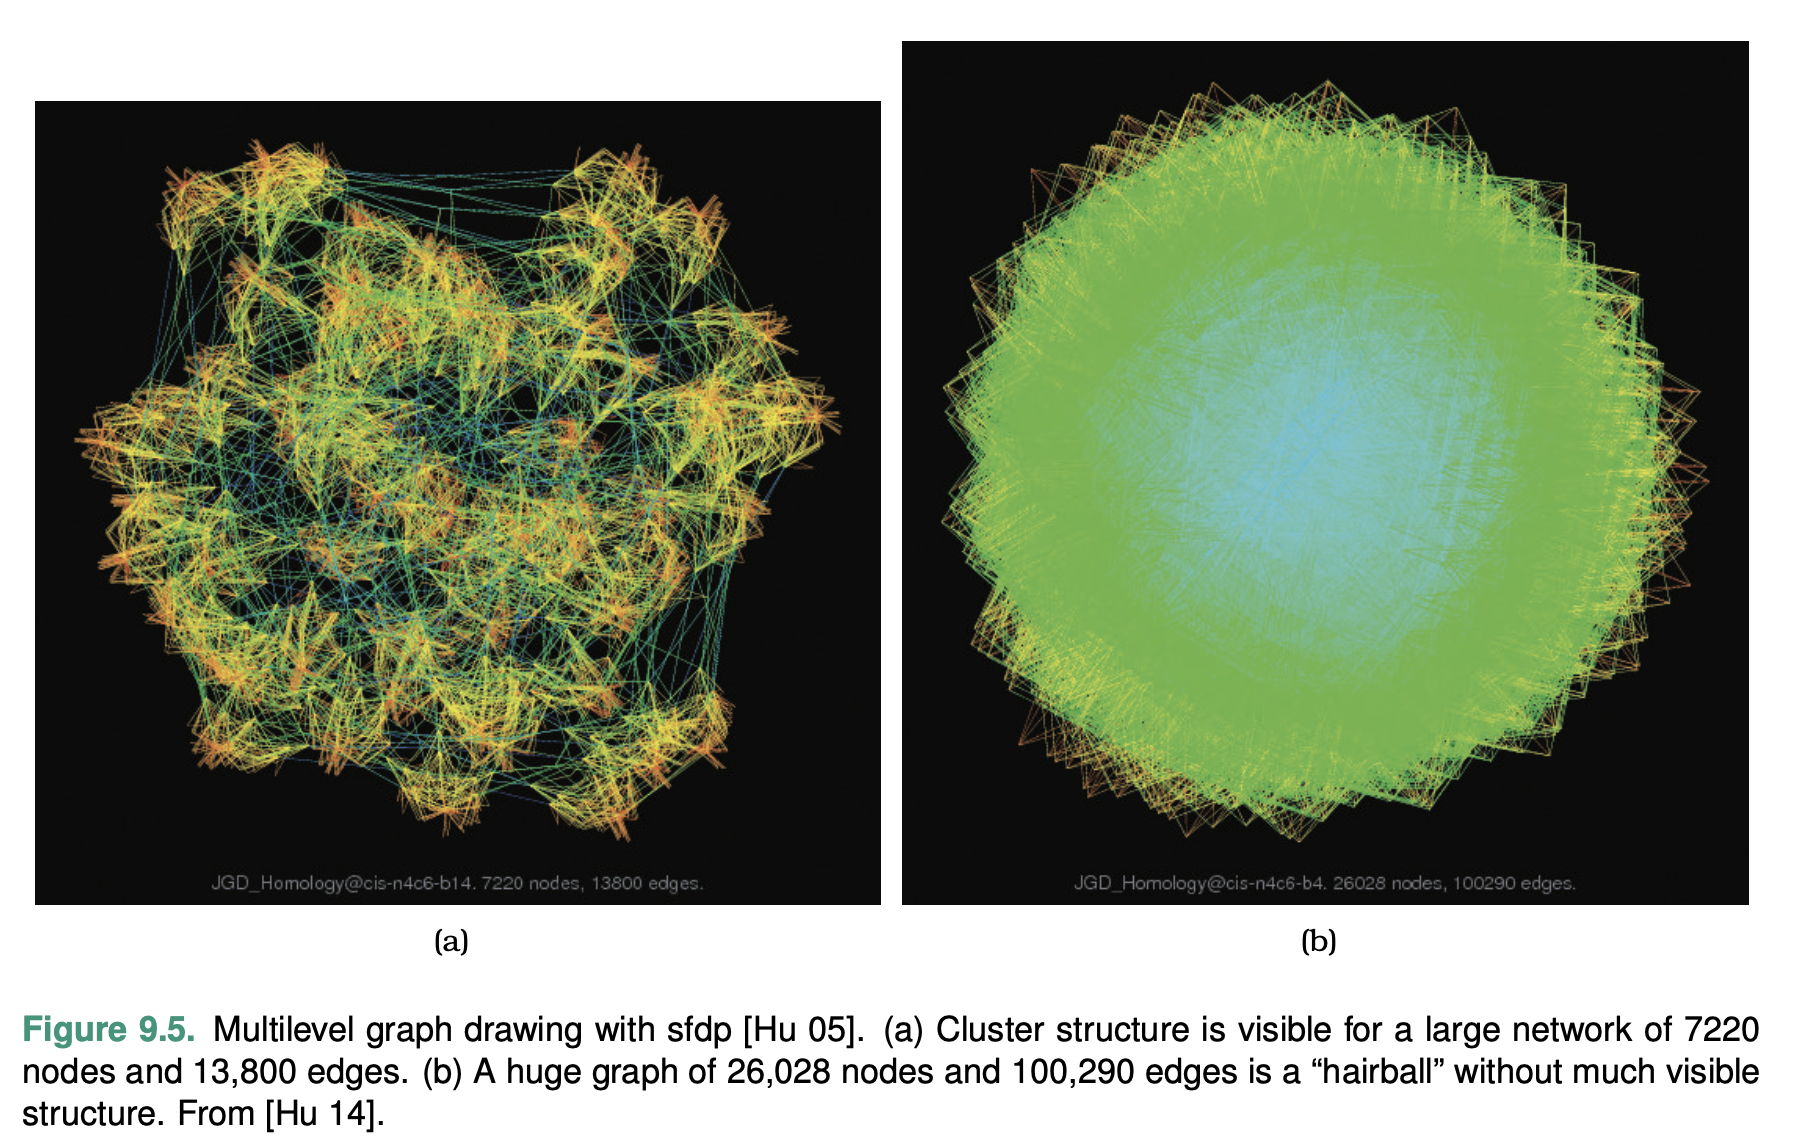 JGD_Homology@cis-n4c6-b14. 7220 nodes, 13800 edges.
JGD_Homology@cis-n4c6-b4. 26028 nodes, 100290 edges.
(a)
(b)
Figure 9.5. Multilevel graph drawing with sfdp [Hu 05]. (a) Cluster structure is visible for a large network of 7220
nodes and 13,800 edges. (b) A huge graph of 26,028 nodes and 100,290 edges is a “hairball” without much visible
structure. From [Hu 14].